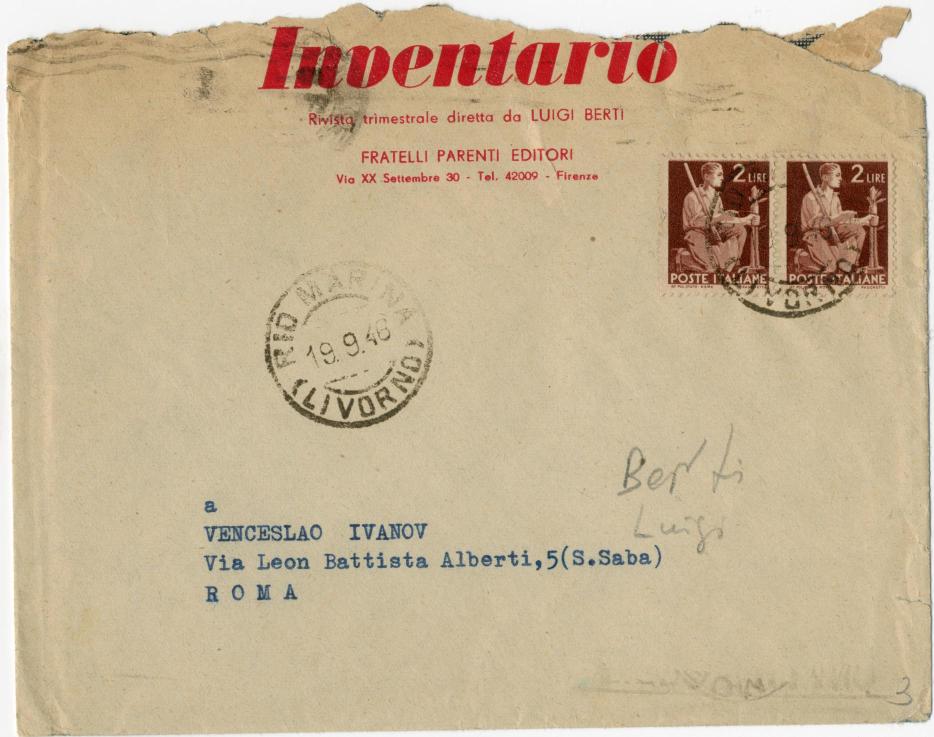 Inventario
Rivista trimestrale diretta da LUIGI BERTI
FRATELLI PARENTI EDITORI
Via XX Settembre 30 - Tel. 42009 - Firenze
2 LIRE
POSTE ITALIANE
2 LIRE
POSTE ITALIANE
(LIVORNO)
RIO MARINA
19.9.46
(LIVORNO)
Berti
Luigi
a
VENCESLAO IVANOV
Via Leon Battista Alberti,5(S.Saba)
ROMA
3